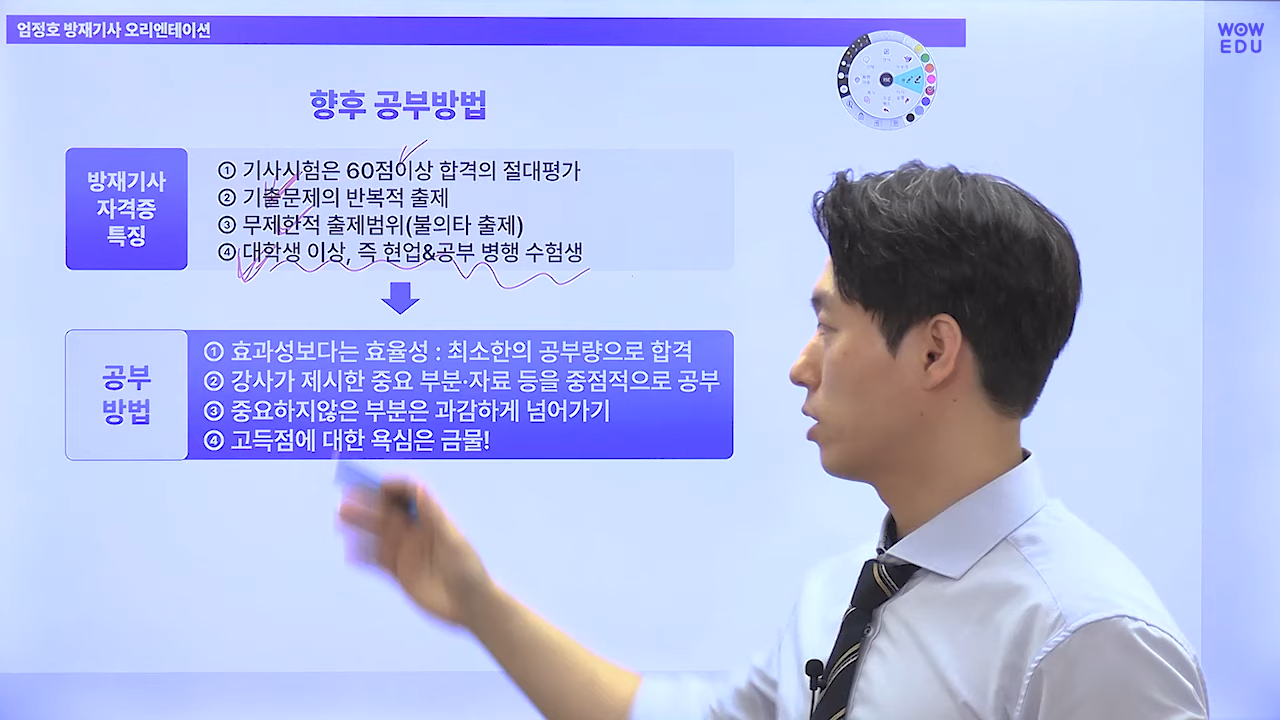 엄정호 방재기사 오리엔테이션
WOW
EDU
향후 공부방법
방재기사
자격증
특징
① 기사시험은 60점이상 합격의 절대평가
② 기출문제의 반복적 출제
③ 무제한적 출제범위(불의타 출제)
④ 대학생 이상, 즉 현업&공부 병행 수험생
공부
방법
① 효과성보다는 효율성 : 최소한의 공부량으로 합격
② 강사가 제시한 중요 부분·자료 등을 중점적으로 공부
③ 중요하지않은 부분은 과감하게 넘어가기
④ 고득점에 대한 욕심은 금물!